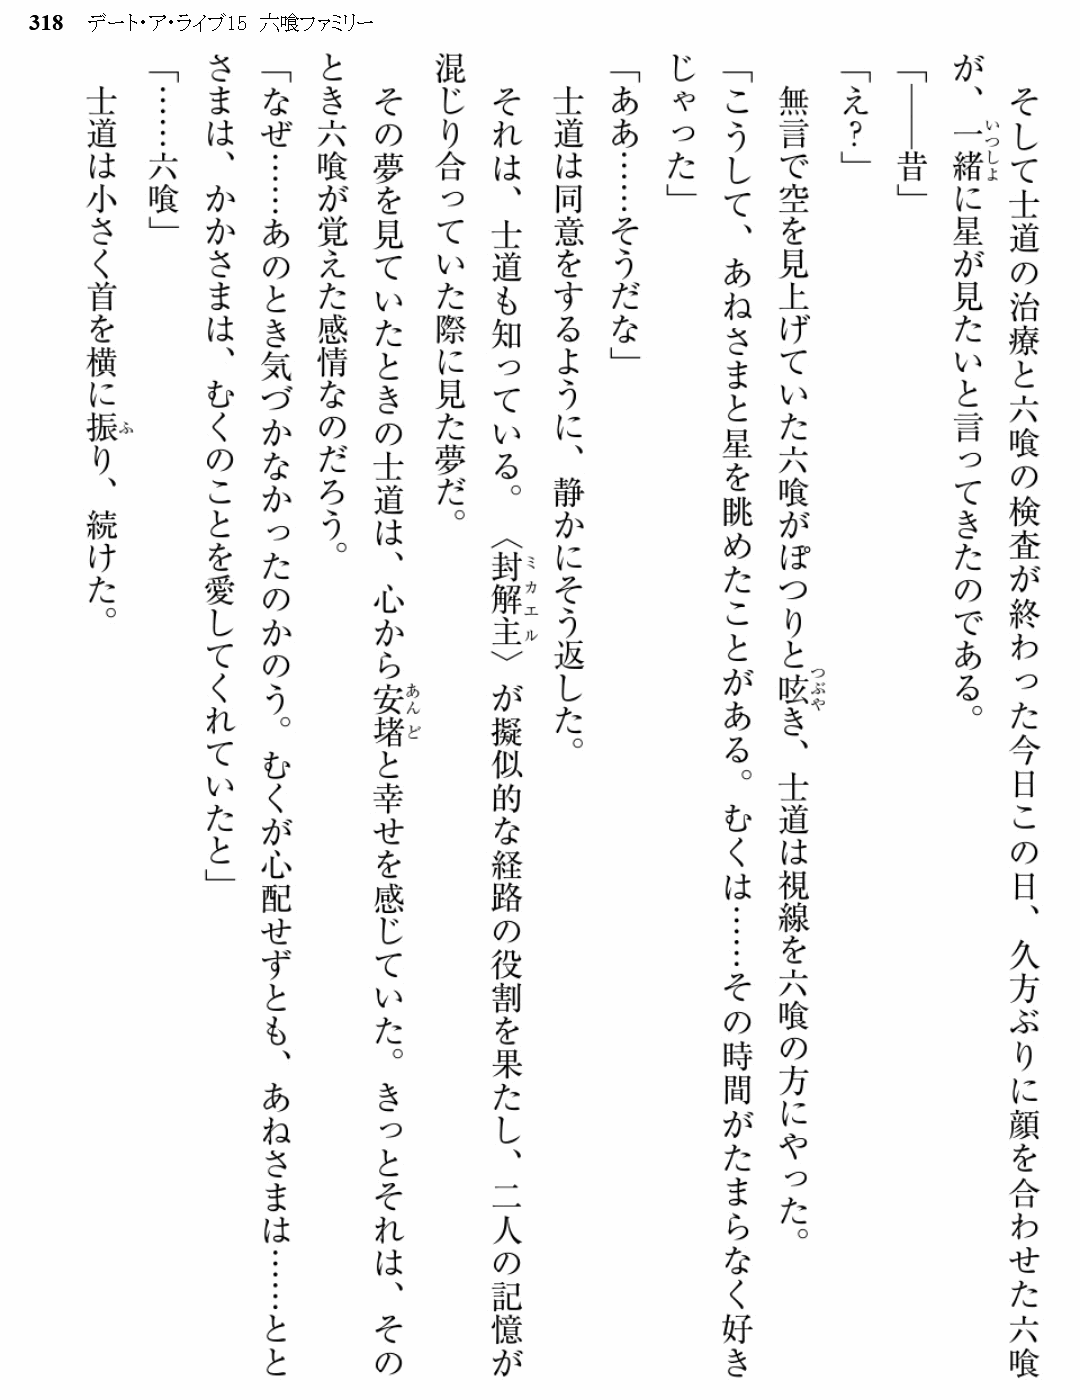 318 デート・ア・ライブ15 六喰ファミリー
そして士道の治療と六喰の検査が終わった今日この日、久方ぶりに顔を合わせた六喰
が、一緒に星が見たいと言ってきたのである。
「――昔」
「え？」
無言で空を見上げていた六喰がぽつりと呟き、士道は視線を六喰の方にやった。
「こうして、あねさまと星を眺めたことがある。むくは……その時間がたまらなく好き
じゃった」
「ああ……そうだな」
士道は同意をするように、静かにそう返した。
それは、士道も知っている。〈封解主〉が擬似的な経路の役割を果たし、二人の記憶が
混じり合っていた際に見た夢だ。
その夢を見ていたときの士道は、心から安堵と幸せを感じていた。きっとそれは、その
とき六喰が覚えた感情なのだろう。
「なぜ……あのとき気づかなかったのかのう。むくが心配せずとも、あねさまは……とと
さまは、かかさまは、むくのことを愛してくれていたと」
「……六喰」
士道は小さく首を横に振り、続けた。
いつしよ
つぶや
ミカエル
あんど
ふ